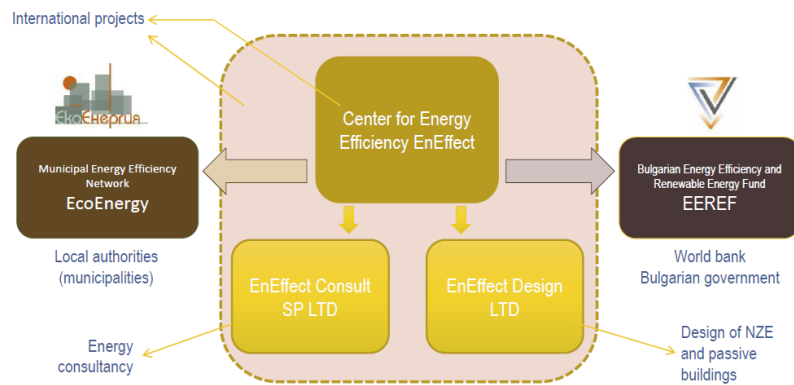 International projects
ЕкоЕнергия
Center for Energy
Efficiency EnEffect
Municipal Energy Efficiency
Network
EcoEnergy
Bulgarian Energy Efficiency and
Renewable Energy Fund
EEREF
Local authorities
(municipalities)
World bank
Bulgarian government
EnEffect Consult
SP LTD
EnEffect Design
LTD
Energy
consultancy
Design of NZE
and passive
buildings